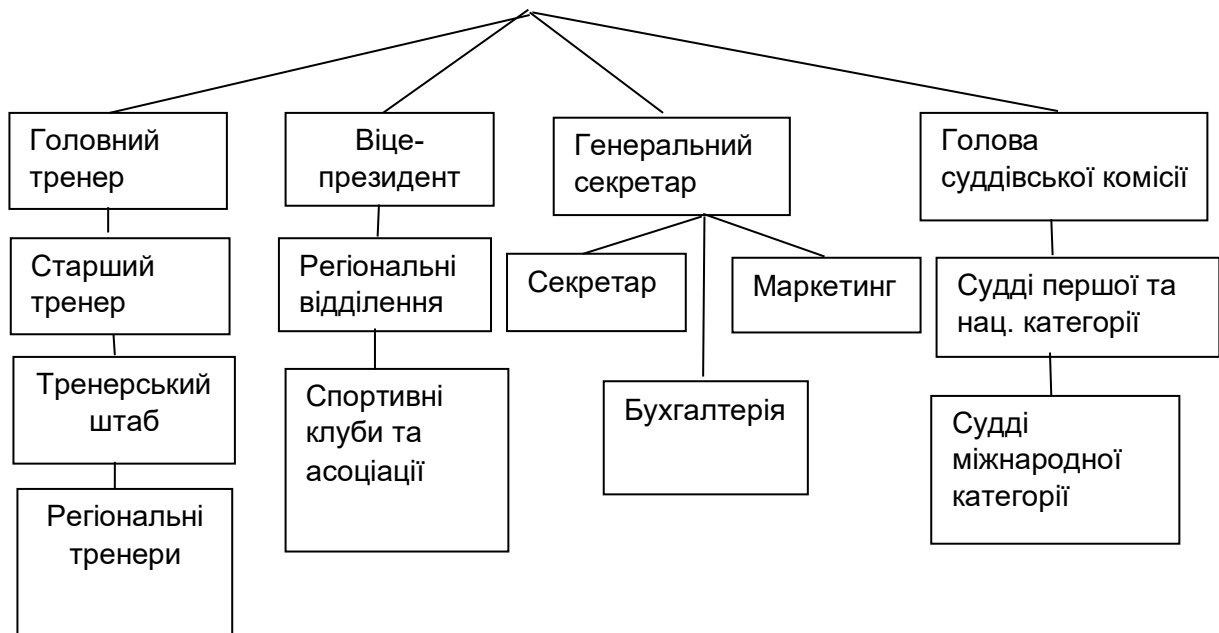 Головний
тренер
Віце-
президент
Генеральний
секретар
Голова
суддівської комісії
Старший
тренер
Регіональні
відділення
Секретар
Маркетинг
Судді першої та
нац. категорії
Тренерський
штаб
Спортивні
клуби та
асоціації
Бухгалтерія
Судді
міжнародної
категорії
Регіональні
тренери